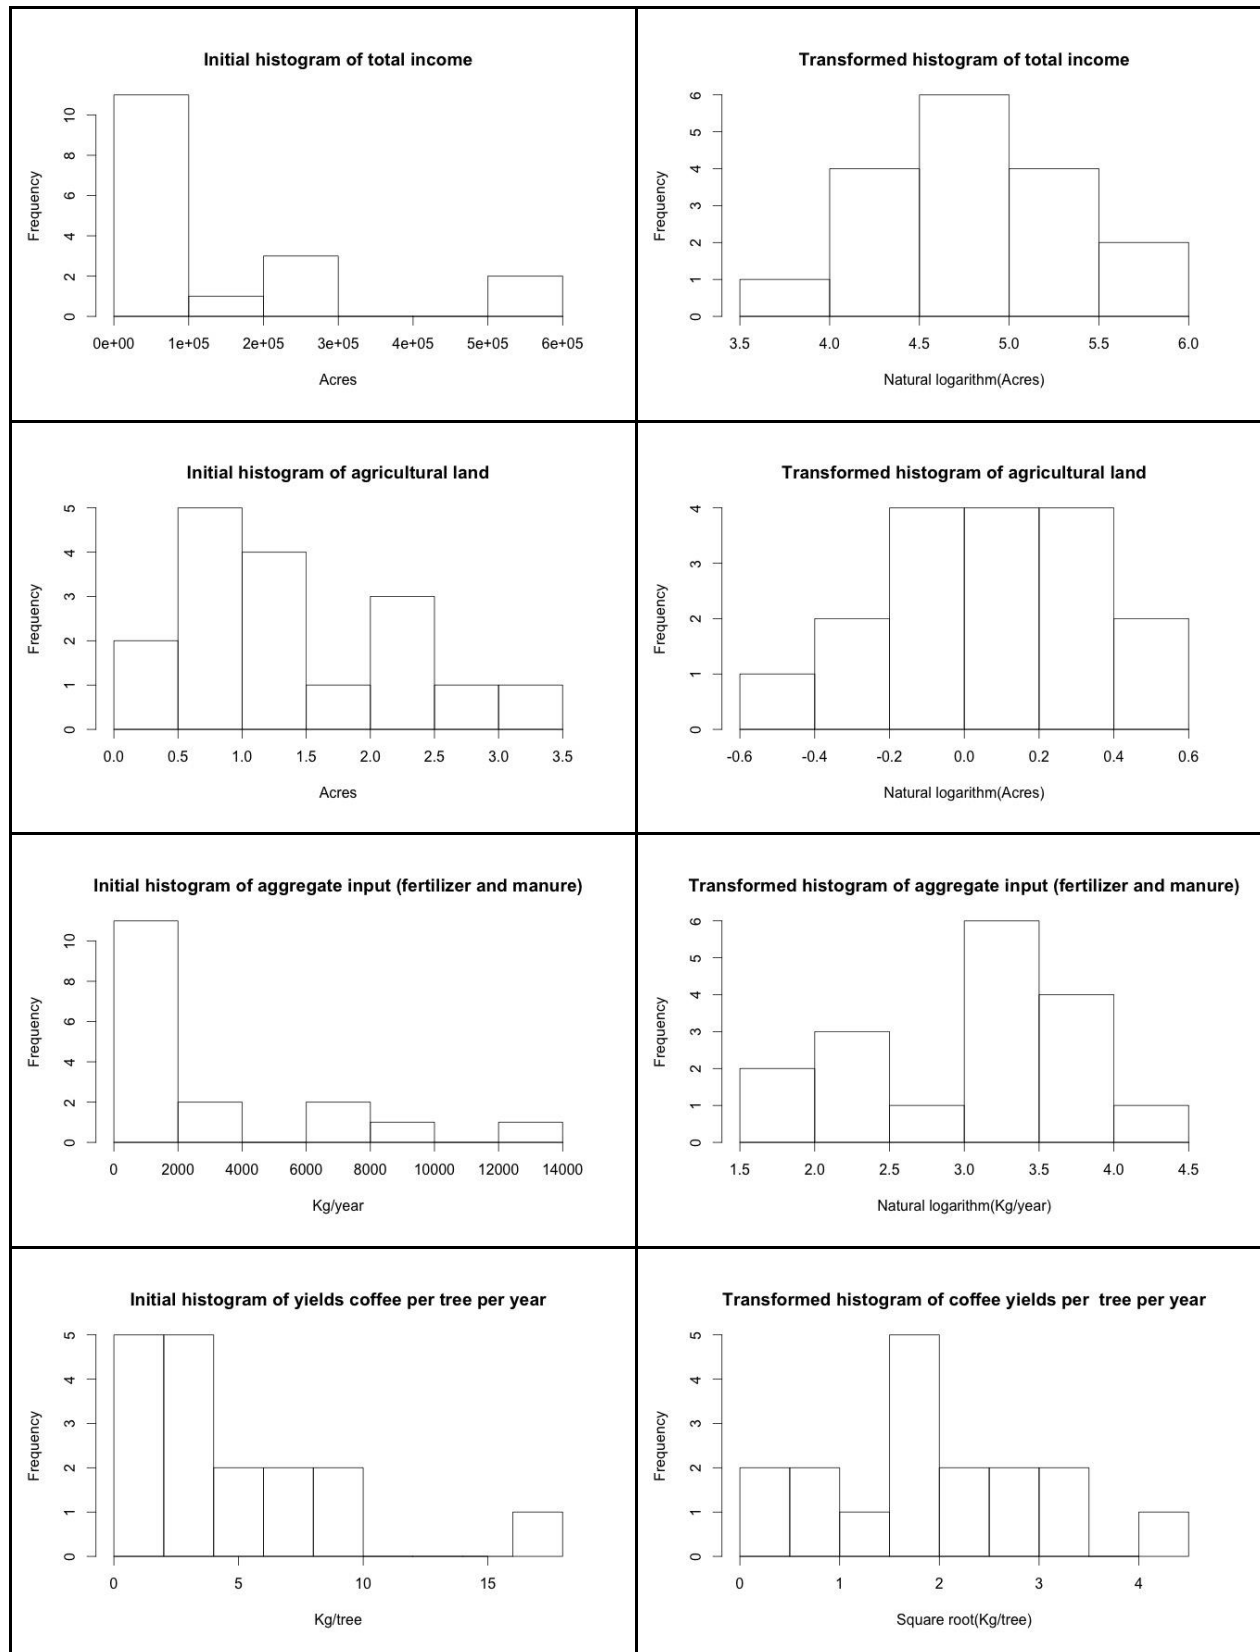 Initial histogram of total income
Frequency
0 2 4 6 8 10
0e+00 1e+05 2e+05 3e+05 4e+05 5e+05 6e+05
Acres
Transformed histogram of total income
Frequency
0 1 2 3 4 5 6
3.5 4.0 4.5 5.0 5.5 6.0
Natural logarithm(Acres)
Initial histogram of agricultural land
Frequency
0 1 2 3 4 5
0.0 0.5 1.0 1.5 2.0 2.5 3.0 3.5
Acres
Transformed histogram of agricultural land
Frequency
0 1 2 3 4
-0.6 -0.4 -0.2 0.0 0.2 0.4 0.6
Natural logarithm(Acres)
Initial histogram of aggregate input (fertilizer and manure)
Frequency
0 2 4 6 8 10
0 2000 4000 6000 8000 10000 12000 14000
Kg/year
Transformed histogram of aggregate input (fertilizer and manure)
Frequency
0 1 2 3 4 5 6
1.5 2.0 2.5 3.0 3.5 4.0 4.5
Natural logarithm(Kg/year)
Initial histogram of yields coffee per tree per year
Frequency
0 1 2 3 4 5
0 5 10 15
Kg/tree
Transformed histogram of coffee yields per tree per year
Frequency
0 1 2 3 4 5
0 1 2 3 4
Square root(Kg/tree)